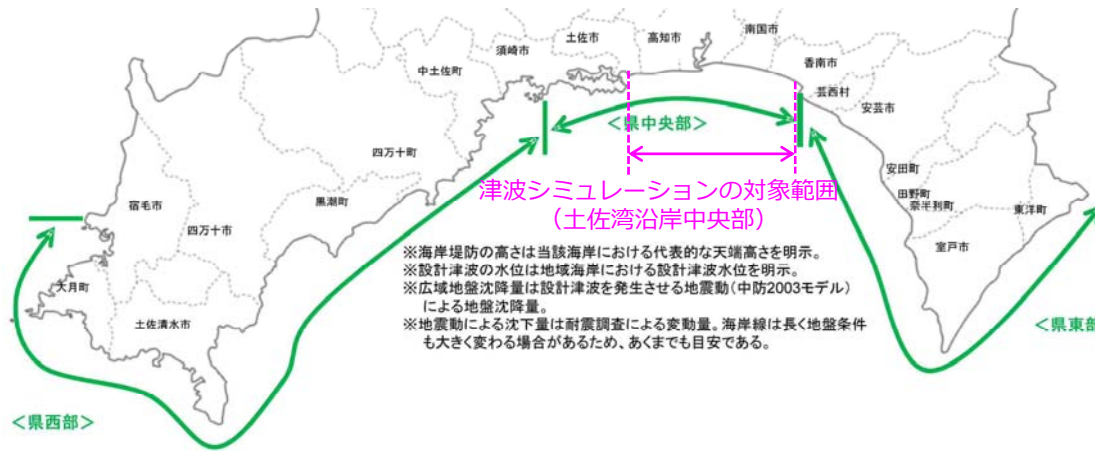 南国市
土佐市
高知市
須崎市
香南市
中土佐町
芸西村
安芸市
＜県中央部＞
四万十町
安田町
津波シミュレーションの対象範囲
（土佐湾沿岸中央部）
田野町
奈半利町
東洋町
黒潮町
宿毛市
四万十市
室戸市
※海岸堤防の高さは当該海岸における代表的な天端高さを明示。
※設計津波の水位は地域海岸における設計津波水位を明示。
※広域地盤沈降量は設計津波を発生させる地震動（中防2003モデル）
による地盤沈降量。
※地震動による沈下量は耐震調査による変動量。海岸線は長く地盤条件
も大きく変わる場合があるため、あくまでも目安である。
大月町
土佐清水市
＜県東部
＜県西部＞